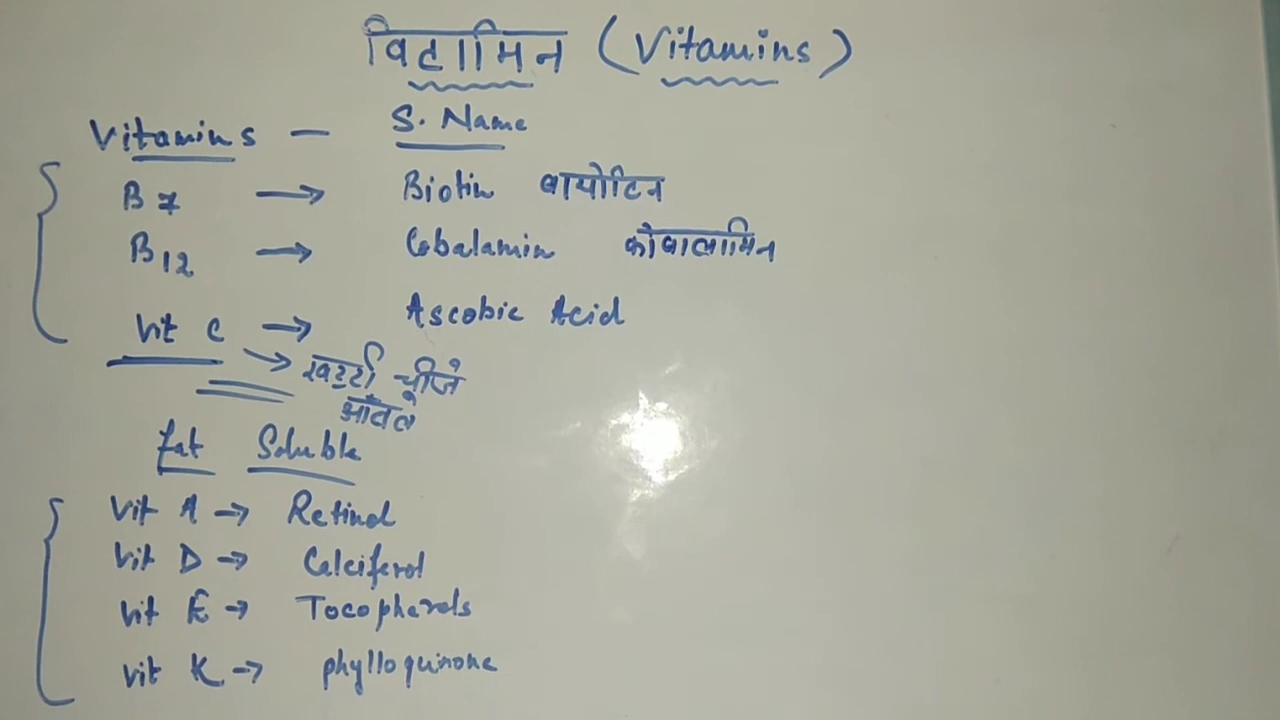 विटामिन (Vitamins)
Vitamins — S. Name
B7 → Biotin बायोटिन
B12 → Cobalamin कोबालामिन
Vit C → Ascobic Acid
→ खट्टी चीजे
आँवले
Fat Soluble
Vit A → Retinol
Vit D → Calciferol
Vit E → Tocopherols
Vit K → phylloquinone